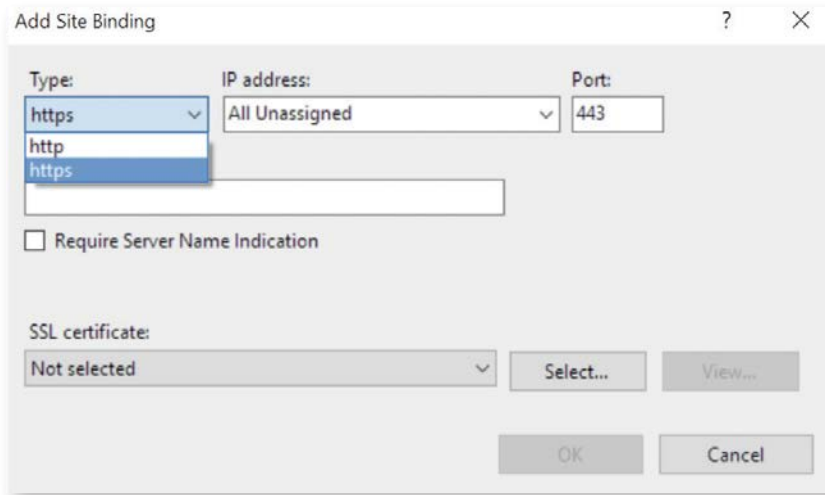 Add Site Binding ? X
Type: IP address: Port:
https All Unassigned 443
http
https
Require Server Name Indication
SSL certificate:
Not selected Select... View...
OK Cancel